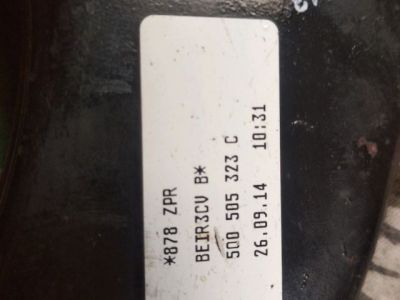 *878 ZPR
BEIR3CV B*
5Q0 505 323 C
26.09.14 10:31